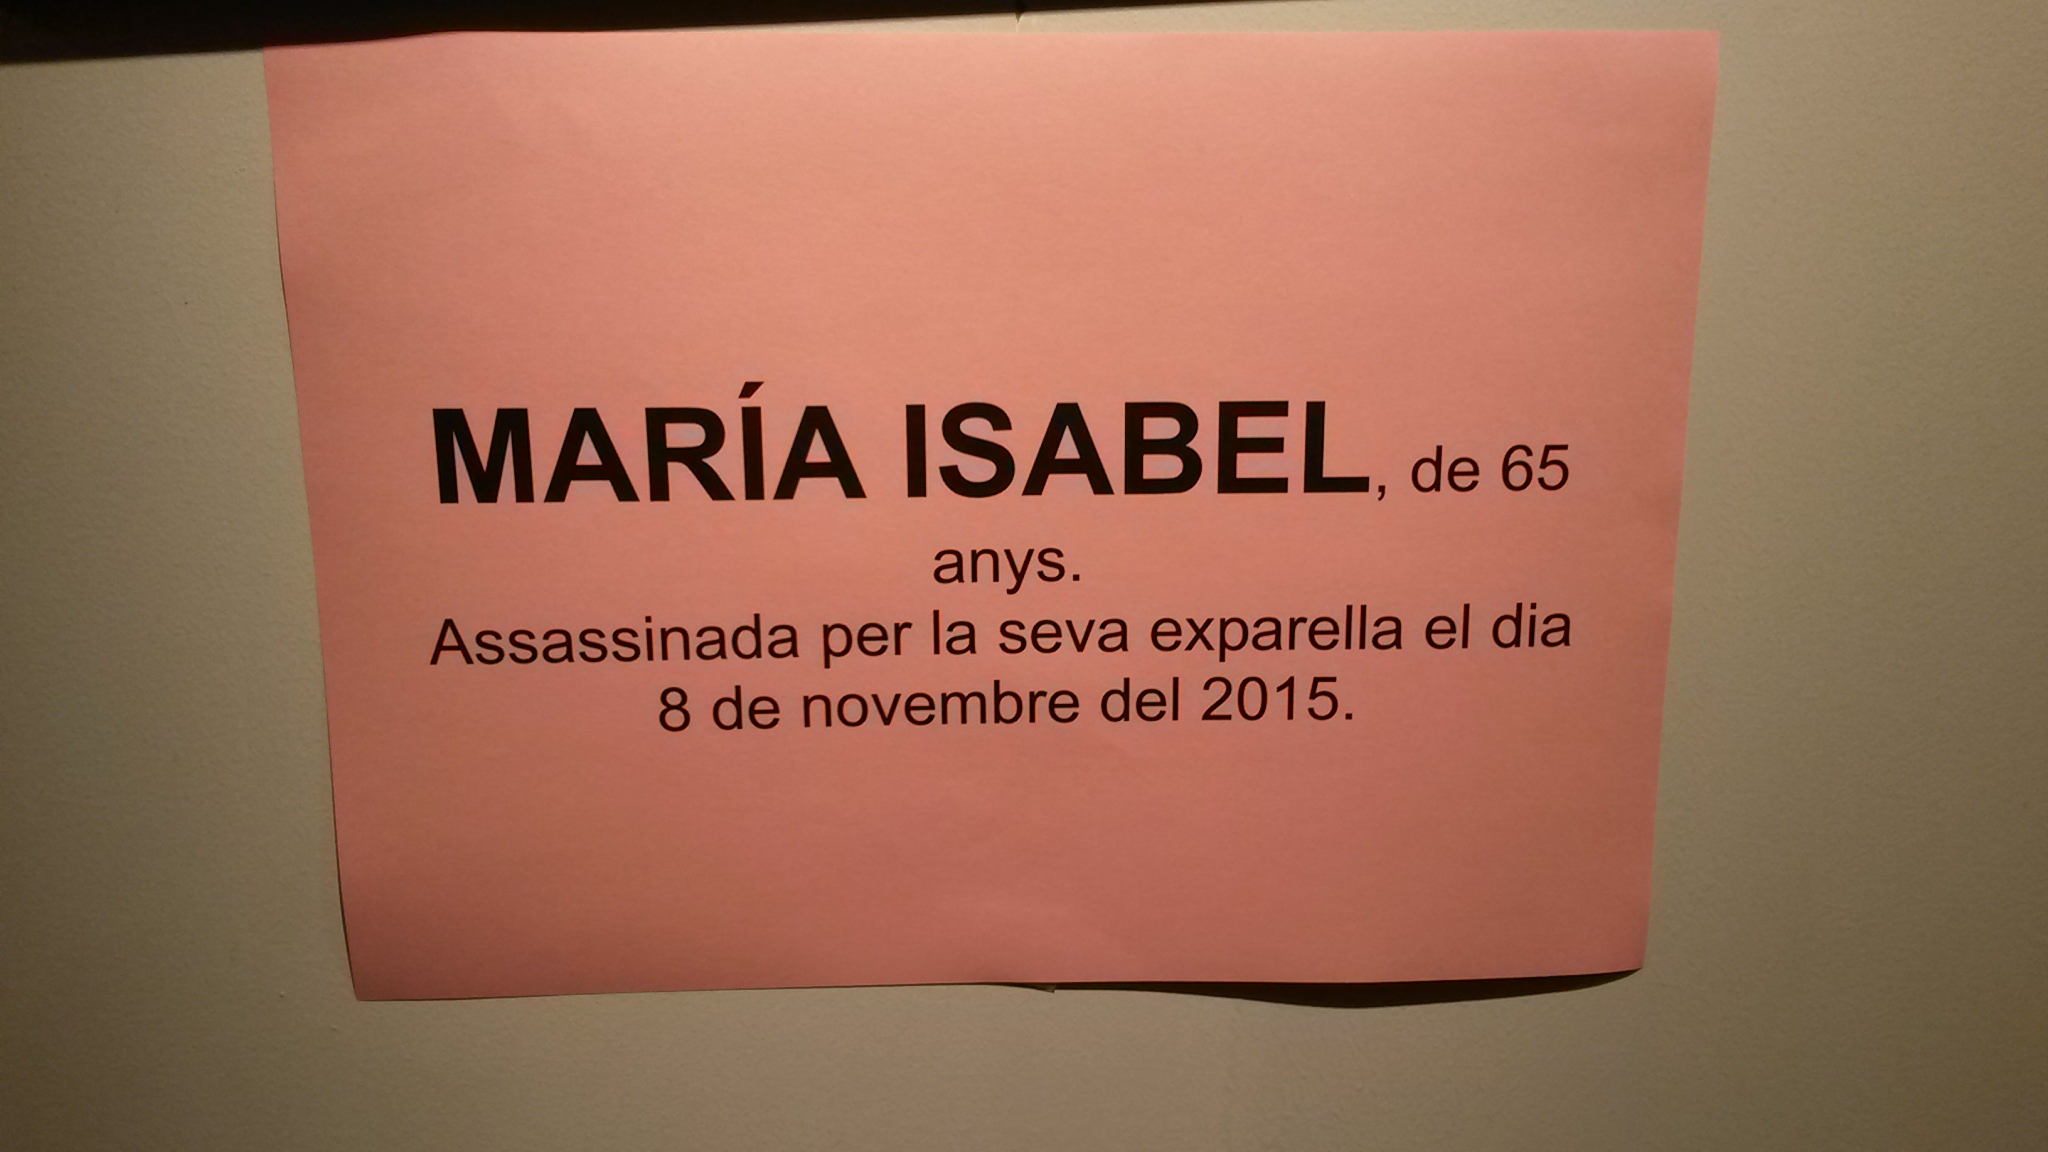 MARÍA ISABEL, de 65
anys.
Assassinada per la seva exparella el dia
8 de novembre del 2015.